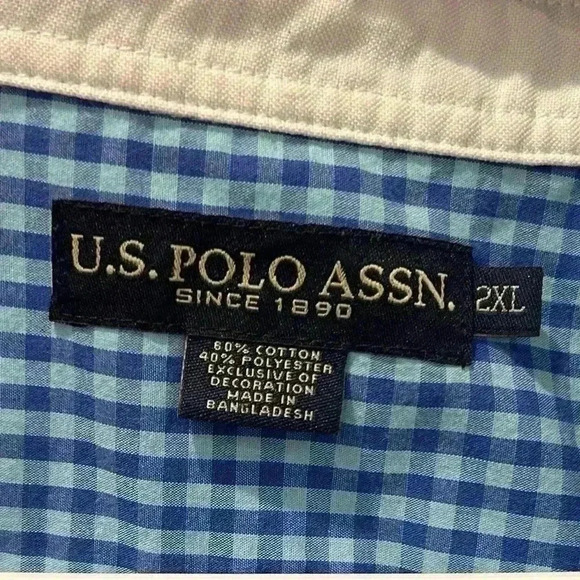 U.S. POLO ASSN.
SINCE 1890
2XL
60% COTTON
40% POLYESTER
EXCLUSIVE OF
DECORATION
MADE IN
BANGLADESH